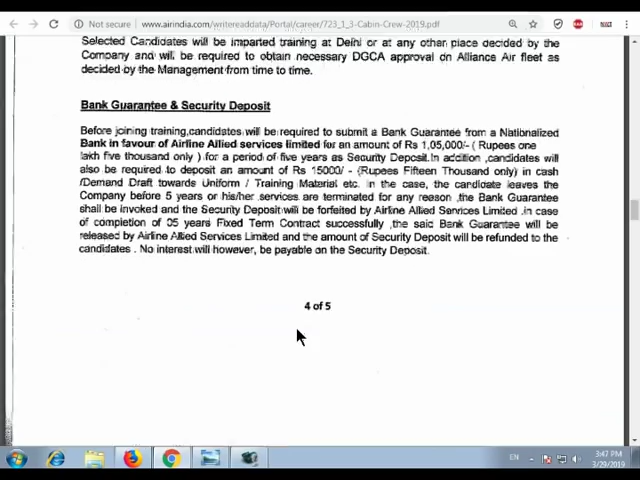 Not secure | www.airindia.com/writereaddata/Portal/career/723_1_3-Cabin-Crew-2019.pdf
Selected Candidates will be imparted training at Delhi or at any other place decided by the
Company and will be required to obtain necessary DGCA approval on Alliance Air fleet as
decided by the Management from time to time.
Bank Guarantee & Security Deposit
Before joining training,candidates will be required to submit a Bank Guarantee from a Nationalized
Bank in favour of Airline Allied services limited for an amount of Rs 1,05,000/- ( Rupees one
lakh five thousand only ) for a period of five years as Security Deposit.In addition ,candidates will
also be required to deposit an amount of Rs 15000/ - (Rupees Fifteen Thousand only) in cash
/Demand Draft towards Uniform / Training Material etc. In the case, the candidate leaves the
Company before 5 years or his/her services are terminated for any reason ,the Bank Guarantee
shall be invoked and the Security Deposit will be forfeited by Airline Allied Services Limited .in case
of completion of 05 years Fixed Term Contract successfully ,the said Bank Guarantee will be
released by Airline Allied Services Limited and the amount of Security Deposit will be refunded to the
candidates . No interest will however, be payable on the Security Deposit.
4 of 5
EN
3:47 PM
3/29/2019